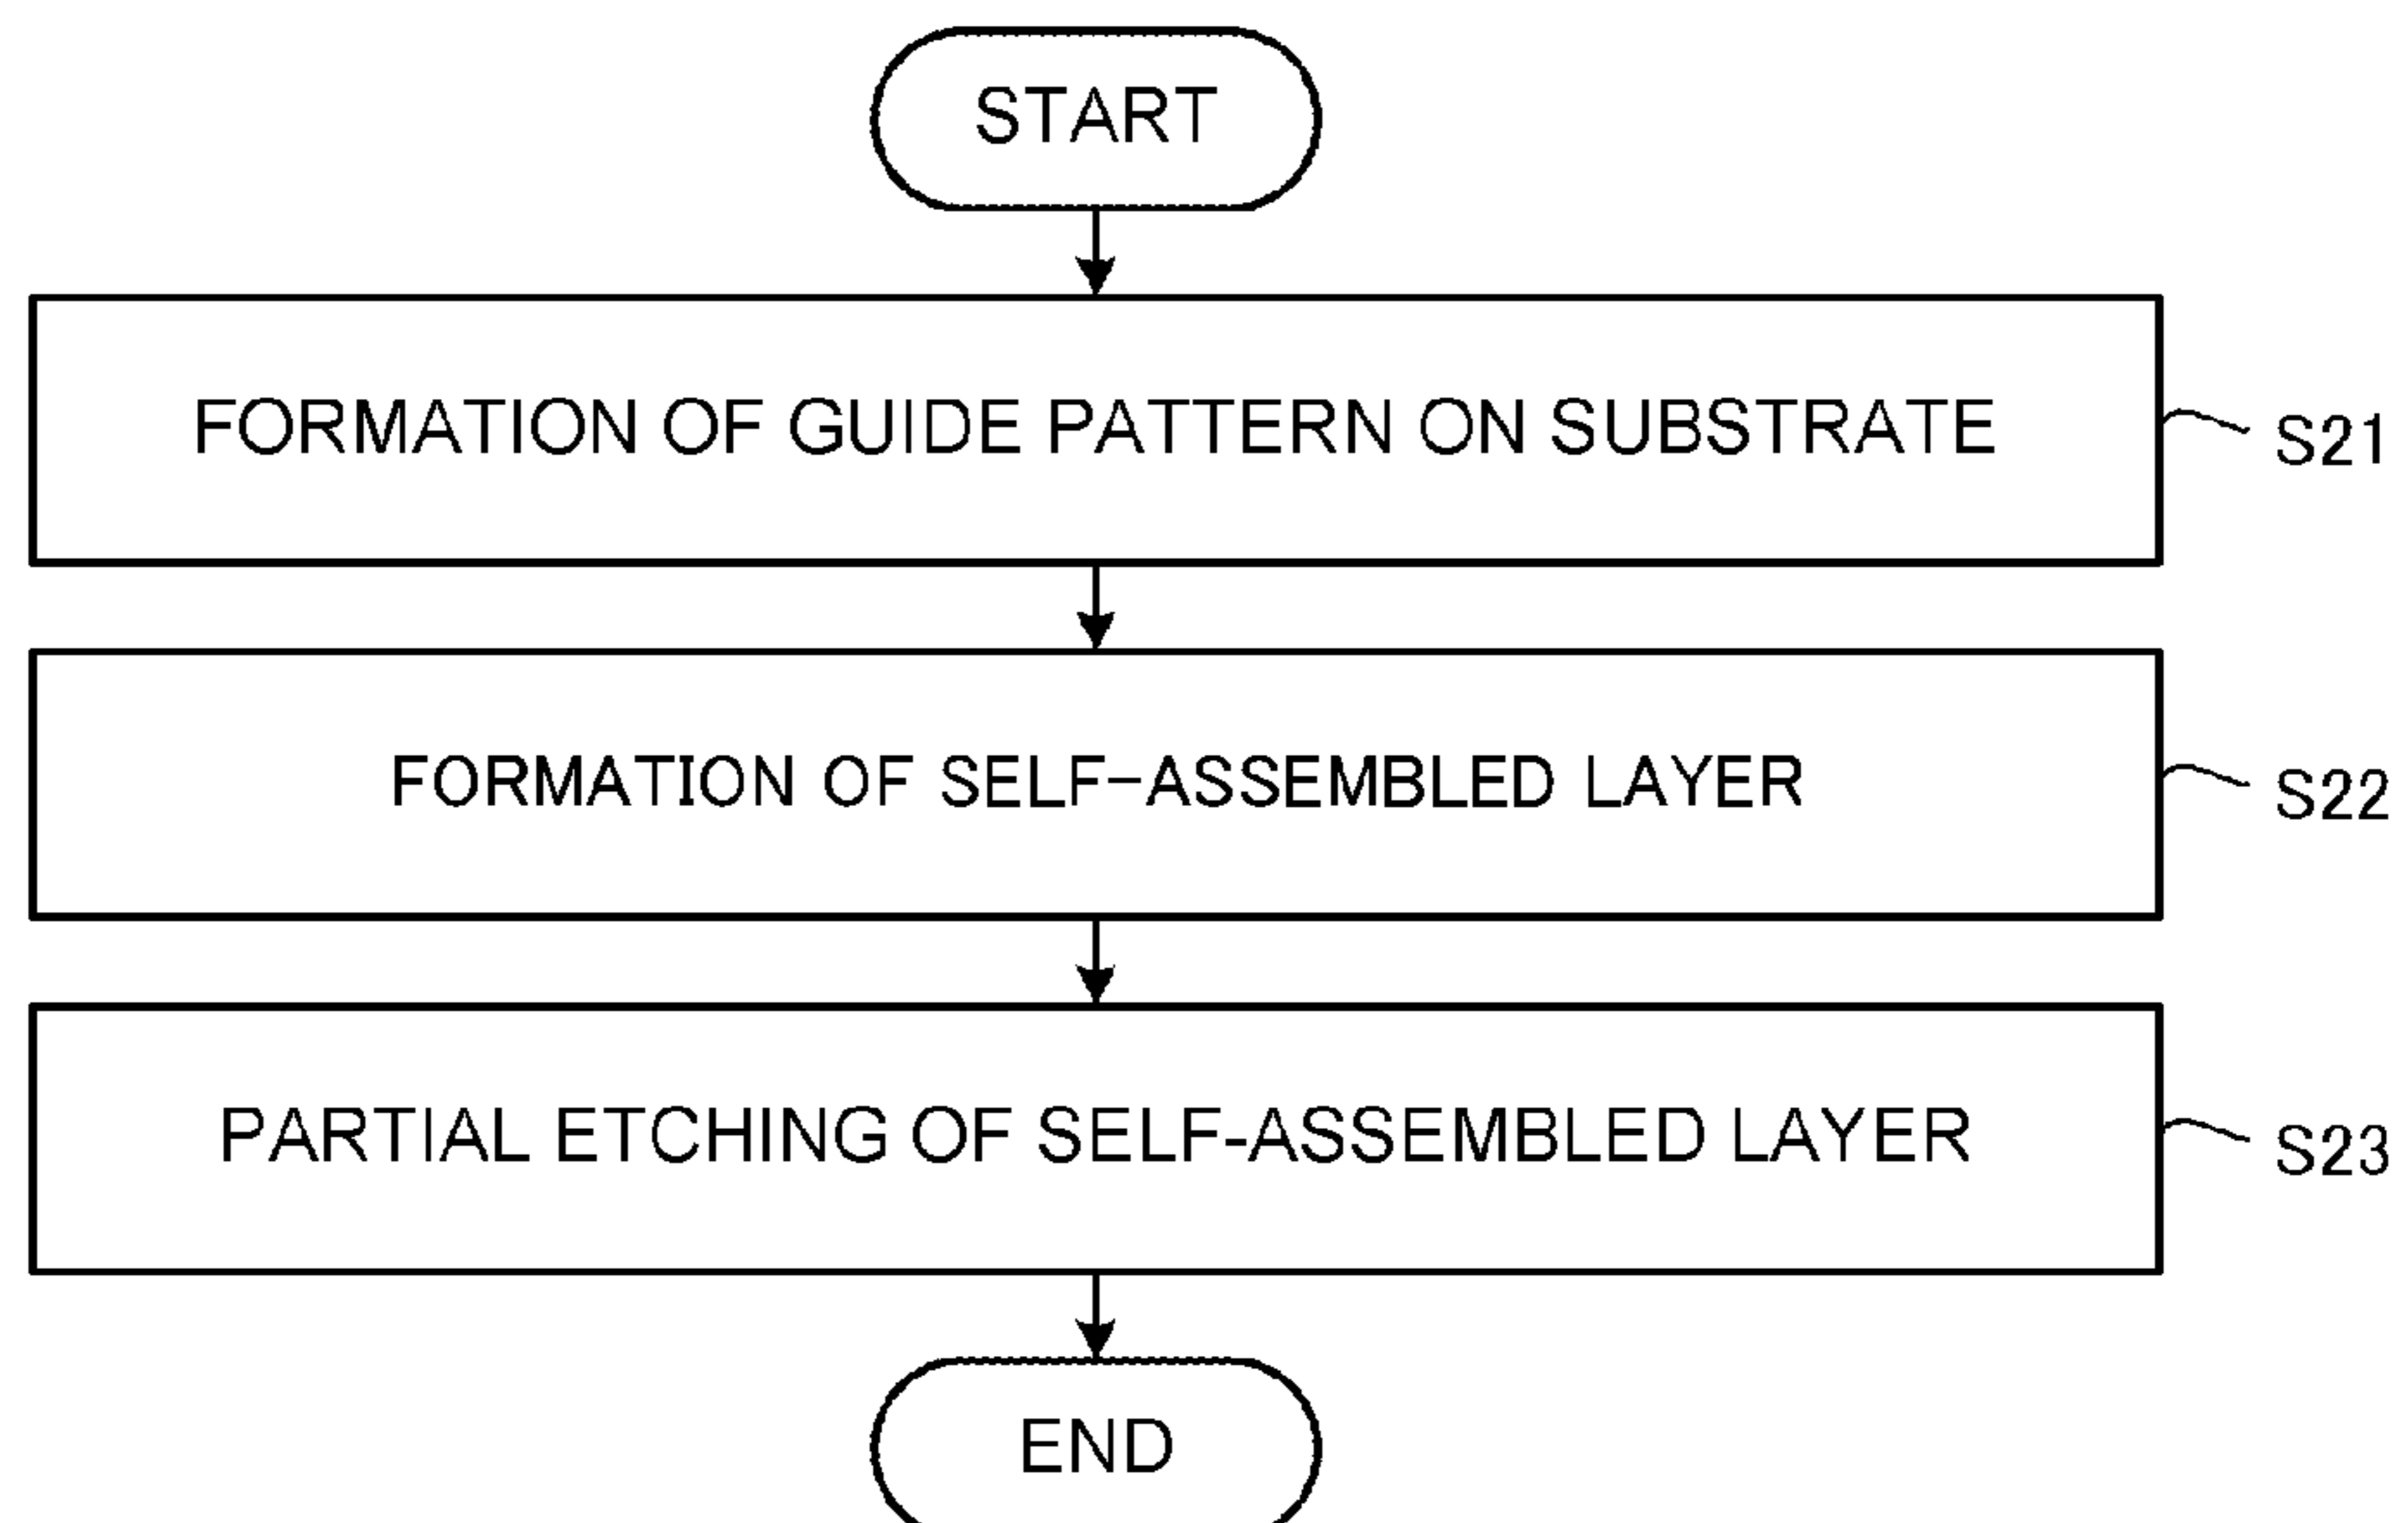 START
FORMATION OF GUIDE PATTERN ON SUBSTRATE
S21
FORMATION OF SELF-ASSEMBLED LAYER
S22
PARTIAL ETCHING OF SELF-ASSEMBLED LAYER
S23
END